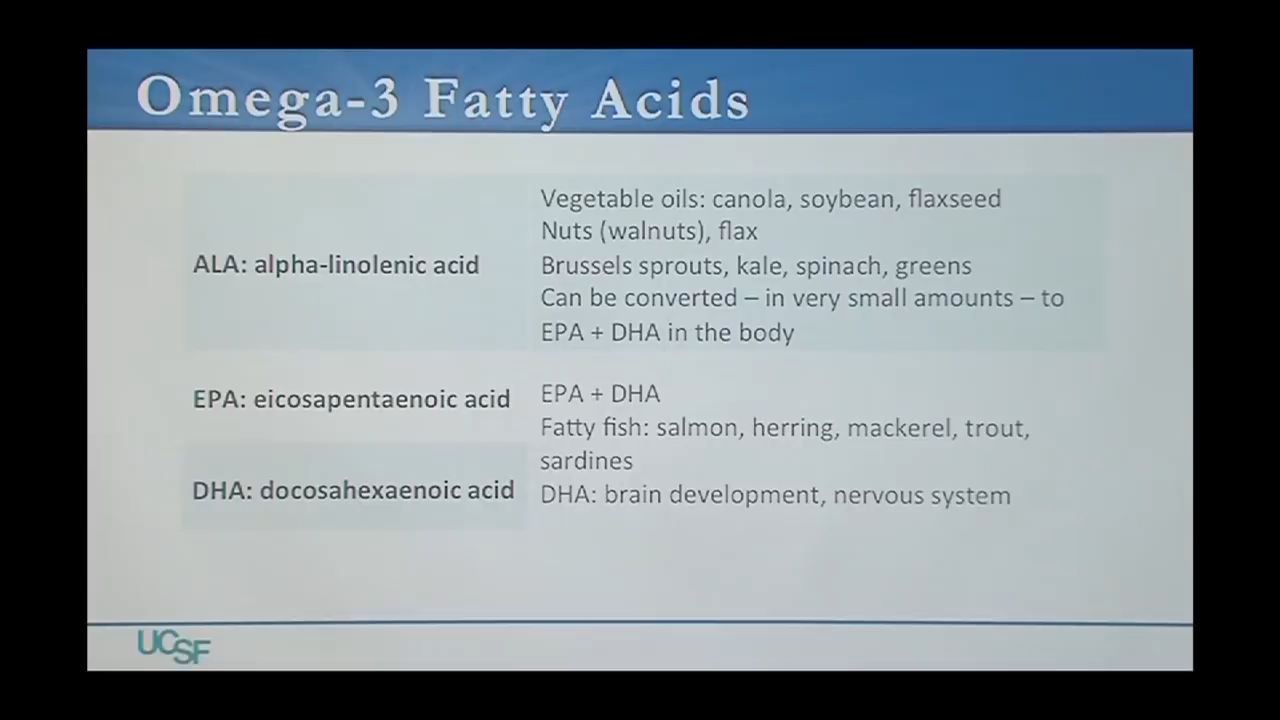 Omega-3 Fatty Acids
ALA: alpha-linolenic acid
Vegetable oils: canola, soybean, flaxseed
Nuts (walnuts), flax
Brussels sprouts, kale, spinach, greens
Can be converted – in very small amounts – to
EPA + DHA in the body
EPA: eicosapentaenoic acid
DHA: docosahexaenoic acid
EPA + DHA
Fatty fish: salmon, herring, mackerel, trout,
sardines
DHA: brain development, nervous system
UCSF